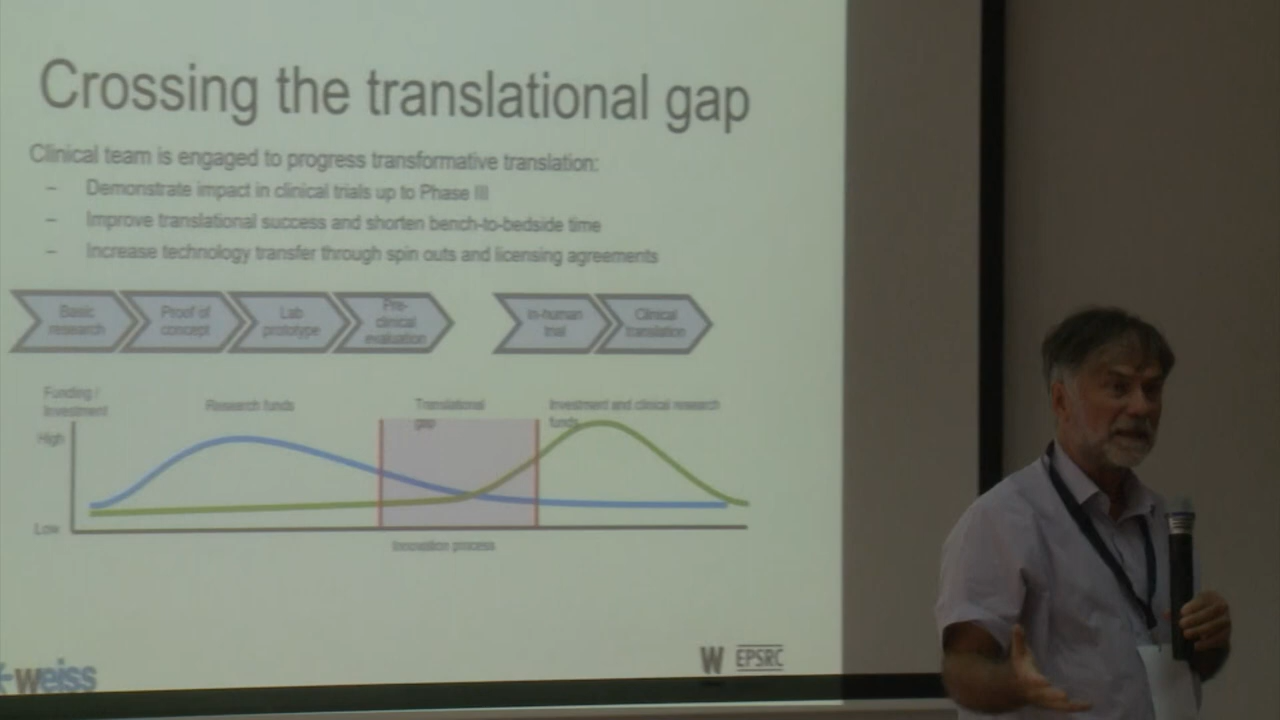 Crossing the translational gap
Clinical team is engaged to progress transformative translation:
– Demonstrate impact in clinical trials up to Phase III
– Improve translational success and shorten bench-to-bedside time
– Increase technology transfer through spin outs and licensing agreements
Basic
research
Proof of
concept
Lab
prototype
Pre-
clinical
evaluation
In-human
trial
Clinical
translation
Funding /
Investment
Research funds
Translational
gap
Investment and clinical research
funds
High
Low
Innovation process
weiss
W
EPSRC